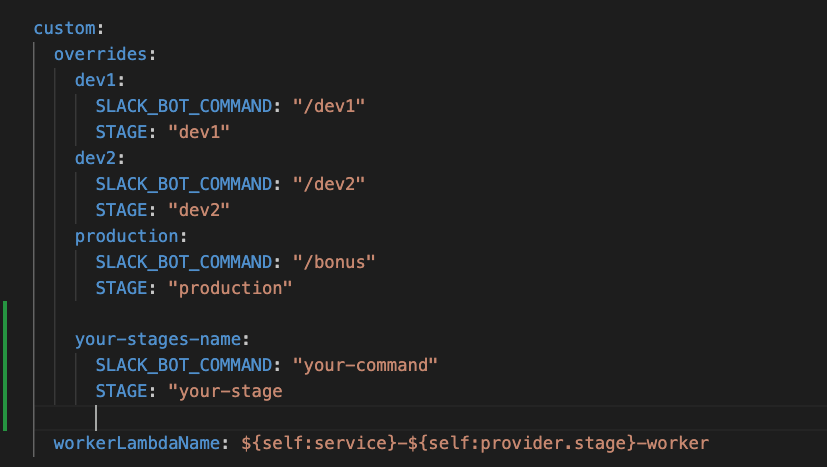 custom:
overrides:
dev1:
SLACK_BOT_COMMAND: "/dev1"
STAGE: "dev1"
dev2:
SLACK_BOT_COMMAND: "/dev2"
STAGE: "dev2"
production:
SLACK_BOT_COMMAND: "/bonus"
STAGE: "production"
your-stages-name:
SLACK_BOT_COMMAND: "your-command"
STAGE: "your-stage
workerLambdaName: ${self:service}-${self:provider.stage}-worker